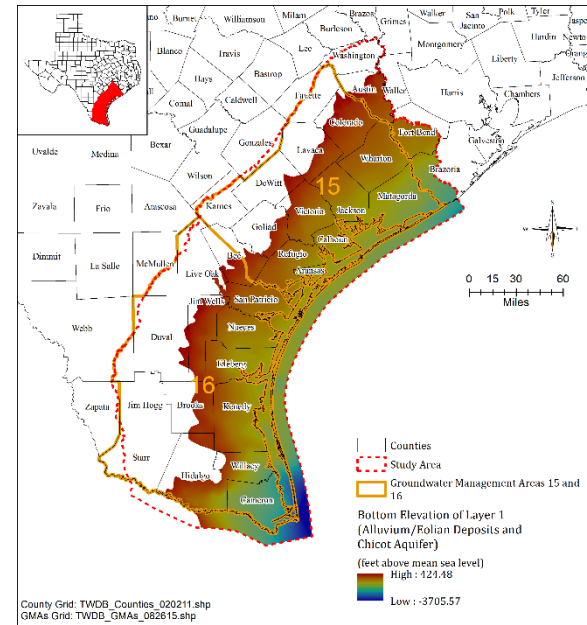 Burnet
Williamson
Milam
Brazos
Grimes
Walker
San
Jacinto
Polk
Tyler
Hardin
Newto
Orang
Jefferson
Liberty
Chambers
Montgomery
Harris
Galveston
Burleson
Washington
Lee
Travis
Blanco
Hays
Bastrop
Comal
Caldwell
Fayette
Austin
Waller
Colorado
Fort Bend
Brazoria
Guadalupe
Gonzales
Lavaca
Wharton
Matagorda
Bexar
Uvalde
Medina
Wilson
DeWitt
15
Victoria
Jackson
Calhoun
Zavala
Frio
Atascosa
Karnes
Goliad
Refugio
Aransas
Bee
Dimmit
La Salle
McMullen
Live Oak
San Patricio
Jim Wells
Nueces
Webb
Duval
Kleberg
16
Zapata
Jim Hogg
Brooks
Kenedy
Starr
Hidalgo
Willacy
Cameron
N
W
E
S
0 15 30 60
Miles
Counties
Study Area
Groundwater Management Areas 15 and
16
Bottom Elevation of Layer 1
(Alluvium/Eolian Deposits and
Chicot Aquifer)
(feet above mean sea level)
High : 424.48
Low : -3705.57
County Grid: TWDB_Counties_020211.shp
GMAs Grid: TWDB_GMAs_082615.shp